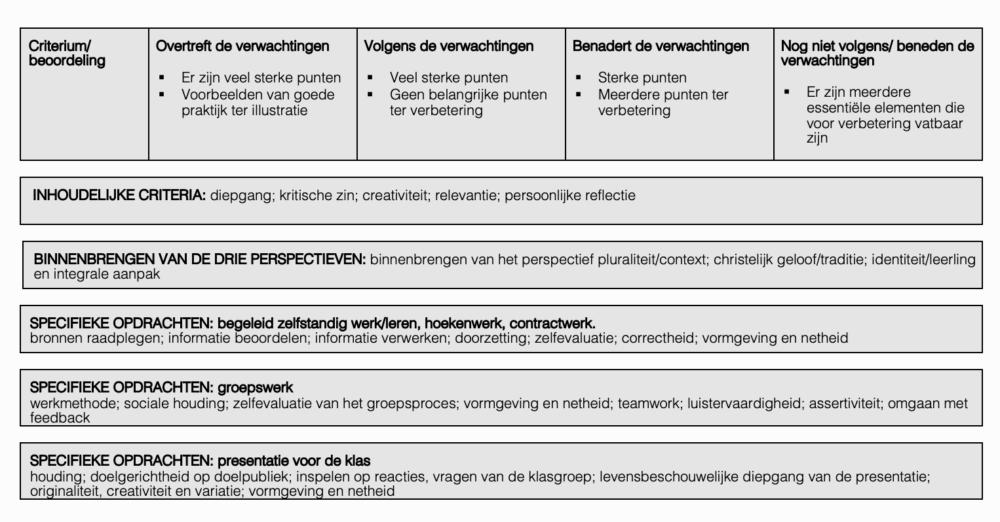 Criterium/
beoordeling
Overtreft de verwachtingen
▪ Er zijn veel sterke punten
▪ Voorbeelden van goede
praktijk ter illustratie
Volgens de verwachtingen
▪ Veel sterke punten
▪ Geen belangrijke punten
ter verbetering
Benadert de verwachtingen
▪ Sterke punten
▪ Meerdere punten ter
verbetering
Nog niet volgens/ beneden de
verwachtingen
▪ Er zijn meerdere
essentiële elementen die
voor verbetering vatbaar
zijn
INHOUDELIJKE CRITERIA: diepgang; kritische zin; creativiteit; relevantie; persoonlijke reflectie
BINNENBRENGEN VAN DE DRIE PERSPECTIEVEN: binnenbrengen van het perspectief pluraliteit/context; christelijk geloof/traditie; identiteit/leerling
en integrale aanpak
SPECIFIEKE OPDRACHTEN: begeleid zelfstandig werk/leren, hoekenwerk, contractwerk.
bronnen raadplegen; informatie beoordelen; informatie verwerken; doorzetting; zelfevaluatie; correctheid; vormgeving en netheid
SPECIFIEKE OPDRACHTEN: groepswerk
werkmethode; sociale houding; zelfevaluatie van het groepsproces; vormgeving en netheid; teamwork; luistervaardigheid; assertiviteit; omgaan met
feedback
SPECIFIEKE OPDRACHTEN: presentatie voor de klas
houding; doelgerichtheid op doelpubliek; inspelen op reacties, vragen van de klasgroep; levensbeschouwelijke diepgang van de presentatie;
originaliteit, creativiteit en variatie; vormgeving en netheid